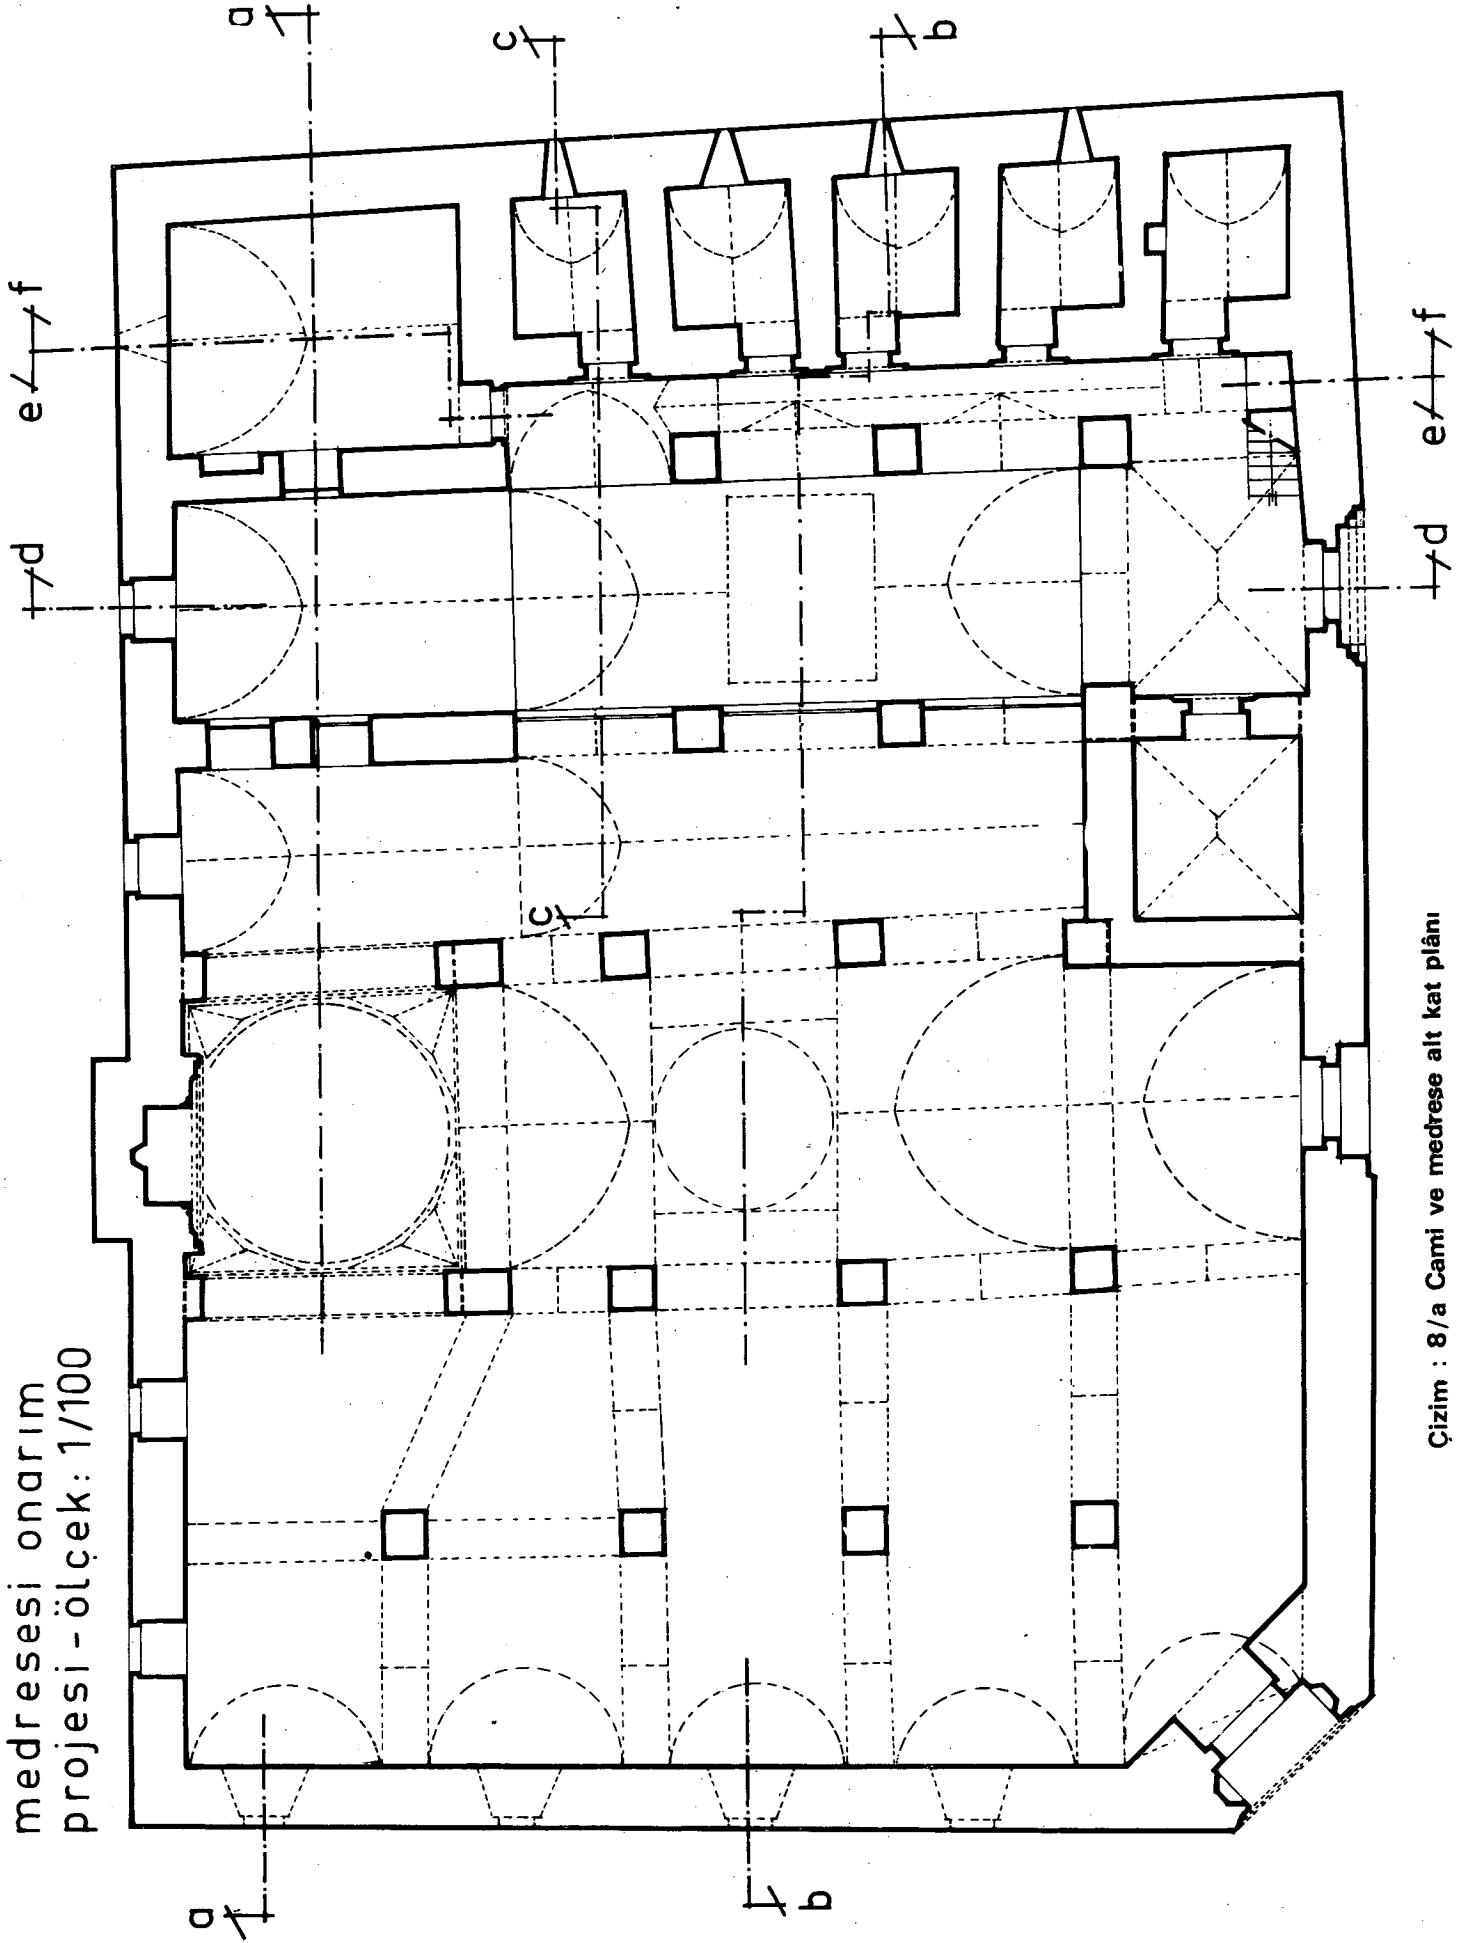 medresesi onarım
projesi-ölçek: 1/100
a
c
b
e f
d
c
e f
d
a
b
Çizim : 8/a Cami ve medrese alt kat plânı